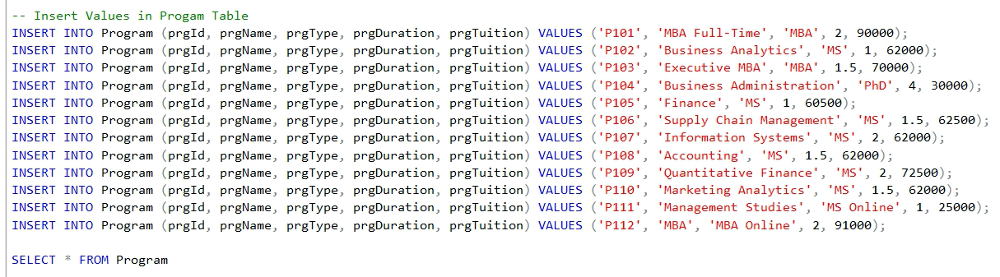 -- Insert Values in Progam Table
INSERT INTO Program (prgId, prgName, prgType, prgDuration, prgTuition) VALUES ('P101', 'MBA Full-Time', 'MBA', 2, 90000);
INSERT INTO Program (prgId, prgName, prgType, prgDuration, prgTuition) VALUES ('P102', 'Business Analytics', 'MS', 1, 62000);
INSERT INTO Program (prgId, prgName, prgType, prgDuration, prgTuition) VALUES ('P103', 'Executive MBA', 'MBA', 1.5, 70000);
INSERT INTO Program (prgId, prgName, prgType, prgDuration, prgTuition) VALUES ('P104', 'Business Administration', 'PhD', 4, 30000);
INSERT INTO Program (prgId, prgName, prgType, prgDuration, prgTuition) VALUES ('P105', 'Finance', 'MS', 1, 60500);
INSERT INTO Program (prgId, prgName, prgType, prgDuration, prgTuition) VALUES ('P106', 'Supply Chain Management', 'MS', 1.5, 62500);
INSERT INTO Program (prgId, prgName, prgType, prgDuration, prgTuition) VALUES ('P107', 'Information Systems', 'MS', 2, 62000);
INSERT INTO Program (prgId, prgName, prgType, prgDuration, prgTuition) VALUES ('P108', 'Accounting', 'MS', 1.5, 62000);
INSERT INTO Program (prgId, prgName, prgType, prgDuration, prgTuition) VALUES ('P109', 'Quantitative Finance', 'MS', 2, 72500);
INSERT INTO Program (prgId, prgName, prgType, prgDuration, prgTuition) VALUES ('P110', 'Marketing Analytics', 'MS', 1.5, 62000);
INSERT INTO Program (prgId, prgName, prgType, prgDuration, prgTuition) VALUES ('P111', 'Management Studies', 'MS Online', 1, 25000);
INSERT INTO Program (prgId, prgName, prgType, prgDuration, prgTuition) VALUES ('P112', 'MBA', 'MBA Online', 2, 91000);
SELECT * FROM Program